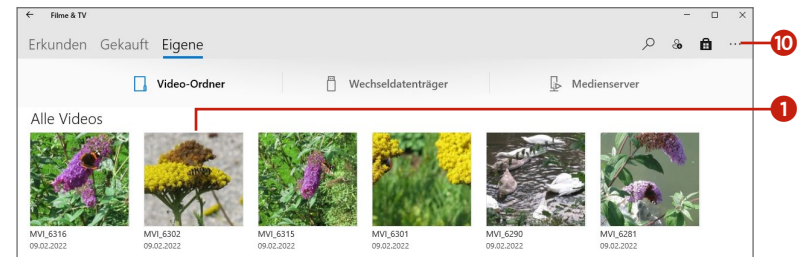 Filme & TV
Erkunden Gekauft Eigene
10
Video-Ordner Wechseldatenträger Medienserver
1
Alle Videos
MVI_6316 MVI_6302 MVI_6315 MVI_6301 MVI_6290 MVI_6281
09.02.2022 09.02.2022 09.02.2022 09.02.2022 09.02.2022 09.02.2022